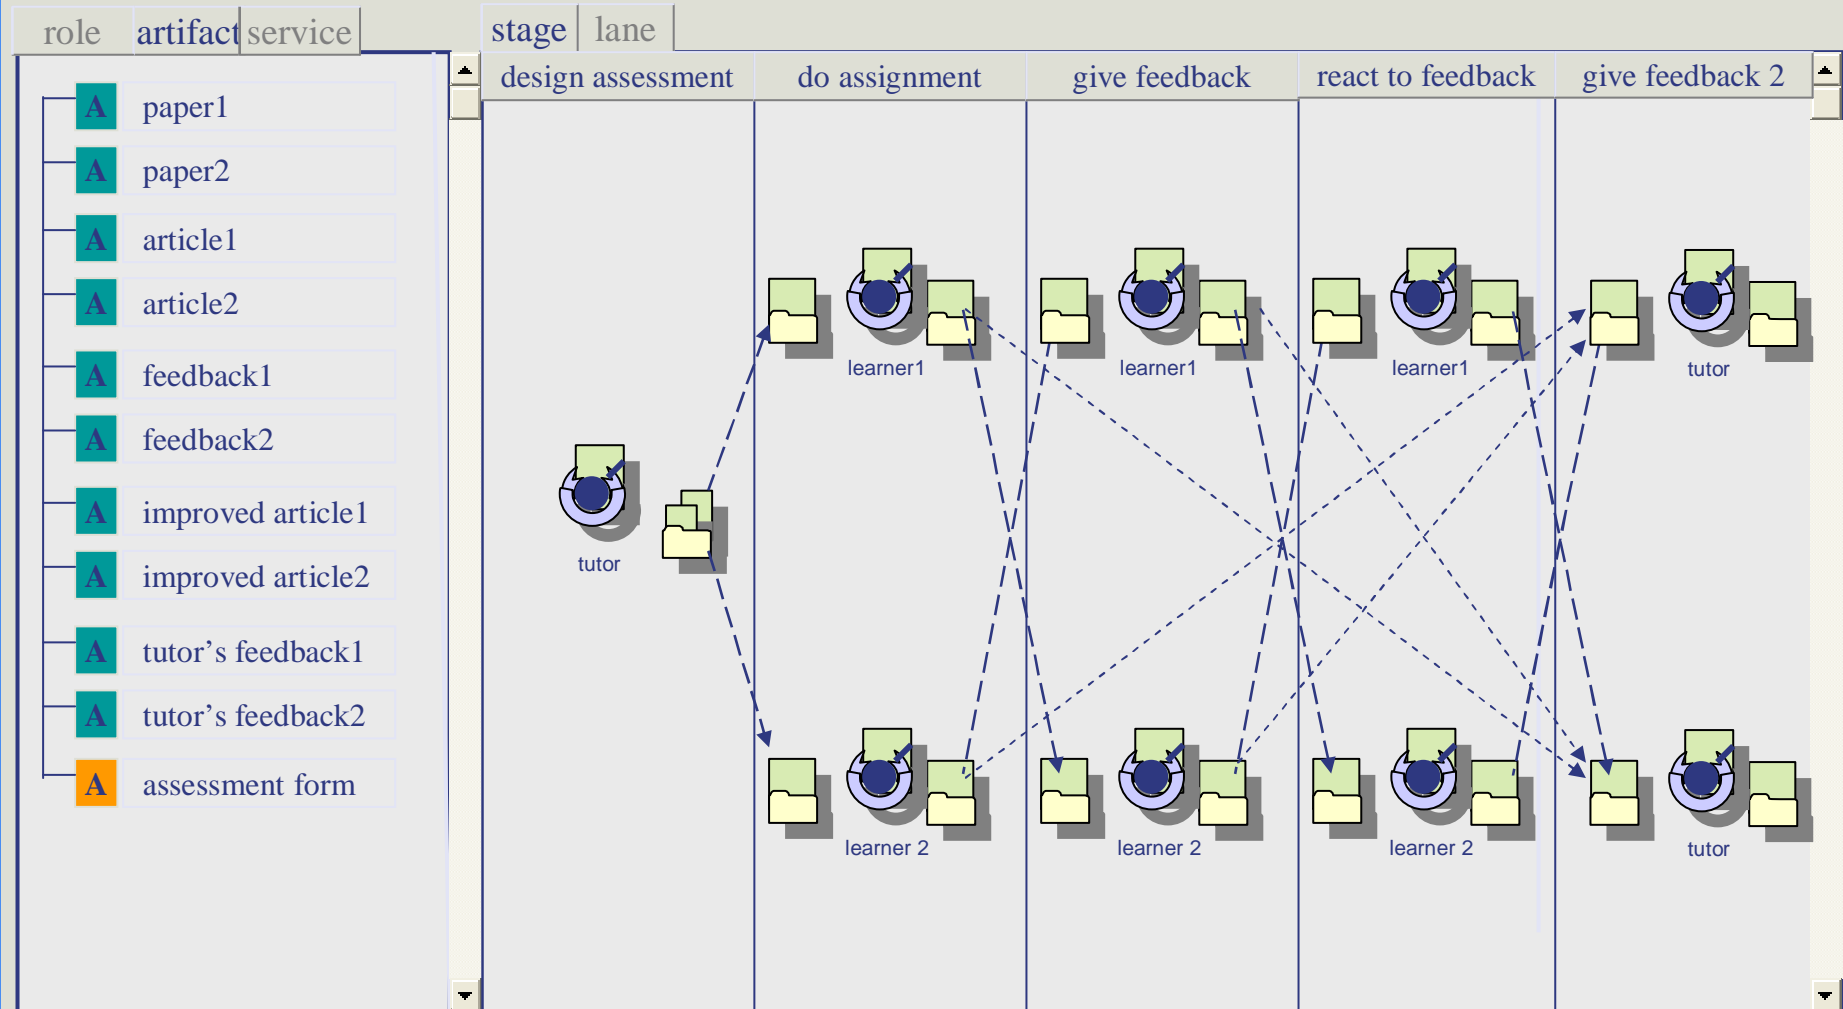 role artifact service
stage lane
design assessment do assignment give feedback react to feedback give feedback 2
A paper1
A paper2
A article1
A article2
A feedback1
A feedback2
A improved article1
A improved article2
A tutor’s feedback1
A tutor’s feedback2
A assessment form
learner1 learner1 learner1 tutor
tutor
learner 2 learner 2 learner 2 tutor